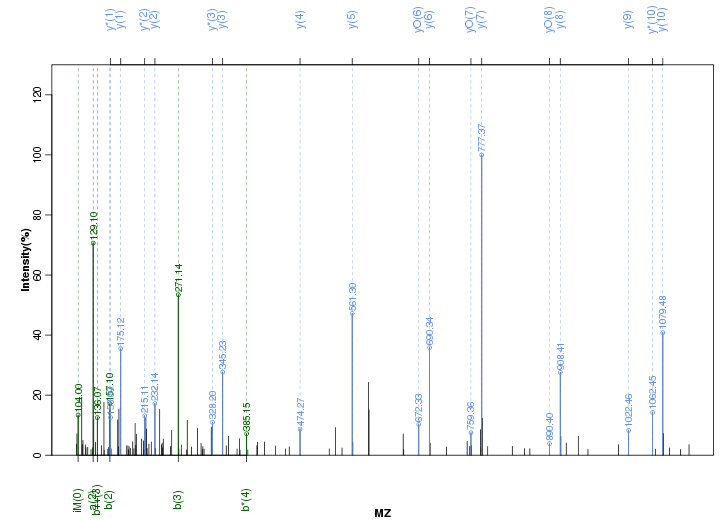 y*(1) y(1) y*(2) y(2) y*(3) y(3) y(4) y(5) yO(6) y(6) yO(7) y(7) yO(8) y(8) y(9) y*(10) y(10)
Intensity(%)
0 20 40 60 80 100 120
104.00 129.10 136.07 157.10 175.12 215.11 232.14 271.14 328.20 345.23 385.15 474.27 561.30 672.33 690.34 759.36 777.37 890.40 908.41 1022.46 1062.45 1079.48
iM(0) a(2) b(2) b(3) b*(4)
MZ